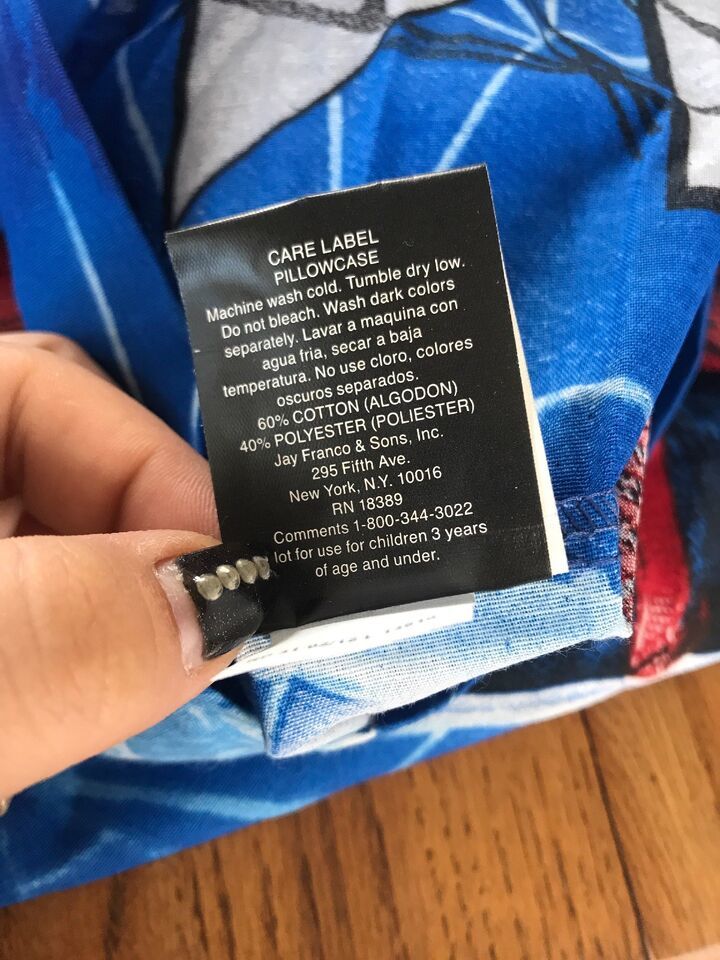 CARE LABEL
PILLOWCASE
Machine wash cold. Tumble dry low.
Do not bleach. Wash dark colors
separately. Lavar a maquina con
agua fria, secar a baja
temperatura. No use cloro, colores
oscuros separados.
60% COTTON (ALGODON)
40% POLYESTER (POLIESTER)
Jay Franco & Sons, Inc.
295 Fifth Ave.
New York, N.Y. 10016
RN 18389
Comments 1-800-344-3022
lot for use for children 3 years
of age and under.